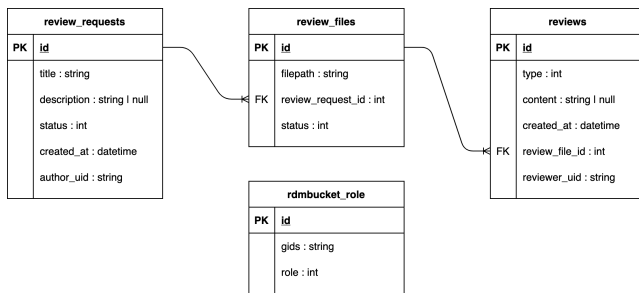 review_requests
PK id
title : string
description : string | null
status : int
created_at : datetime
author_uid : string
review_files
PK id
filepath : string
FK review_request_id : int
status : int
reviews
PK id
type : int
content : string | null
created_at : datetime
FK review_file_id : int
reviewer_uid : string
rdmbucket_role
PK id
gids : string
role : int